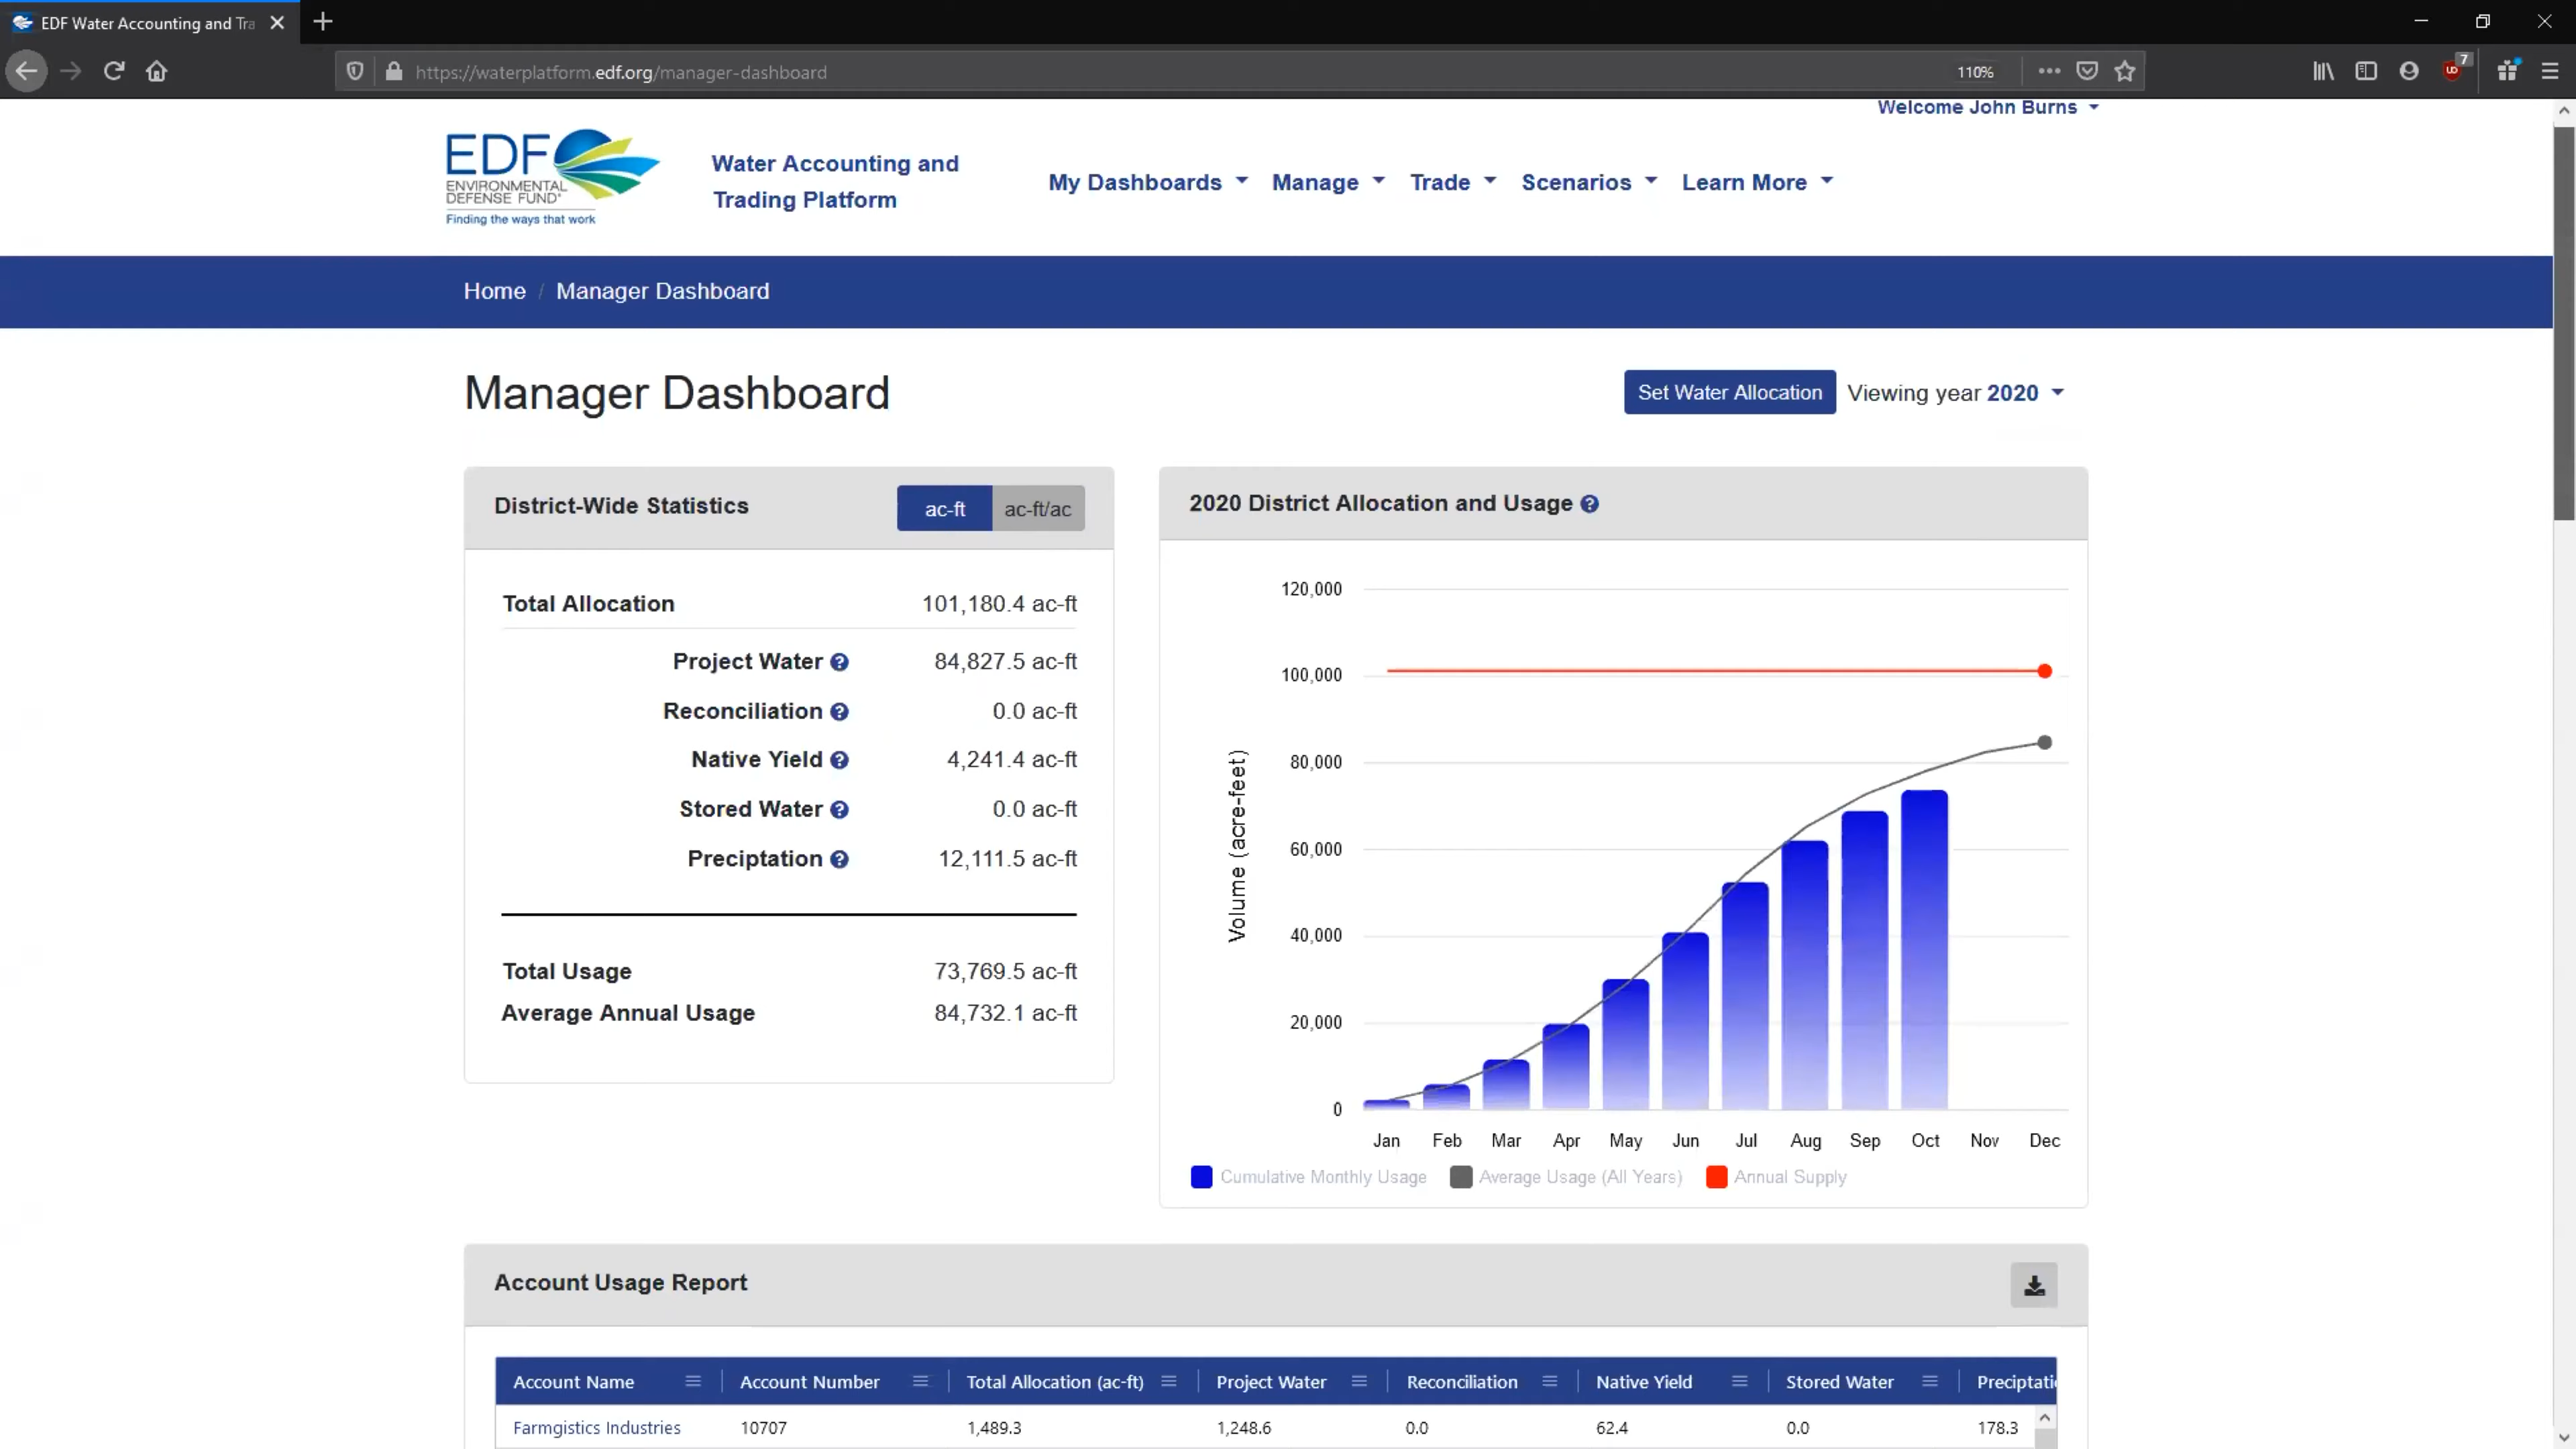 EDF Water Accounting and Tra
https://waterplatform.edf.org/manager-dashboard
110%
7
Welcome John Burns
EDF
ENVIRONMENTAL
DEFENSE FUND®
Finding the ways that work
Water Accounting and
Trading Platform
My Dashboards
Manage
Trade
Scenarios
Learn More
Home / Manager Dashboard
Manager Dashboard
Set Water Allocation
Viewing year 2020
District-Wide Statistics
ac-ft
ac-ft/ac
Total Allocation 101,180.4 ac-ft
Project Water 84,827.5 ac-ft
Reconciliation 0.0 ac-ft
Native Yield 4,241.4 ac-ft
Stored Water 0.0 ac-ft
Preciptation 12,111.5 ac-ft
Total Usage 73,769.5 ac-ft
Average Annual Usage 84,732.1 ac-ft
2020 District Allocation and Usage
120,000
100,000
80,000
60,000
40,000
20,000
0
Volume (acre-feet)
Jan Feb Mar Apr May Jun Jul Aug Sep Oct Nov Dec
Cumulative Monthly Usage Average Usage (All Years) Annual Supply
Account Usage Report
Account Name Account Number Total Allocation (ac-ft) Project Water Reconciliation Native Yield Stored Water Preciptati
Farmgistics Industries 10707 1,489.3 1,248.6 0.0 62.4 0.0 178.3